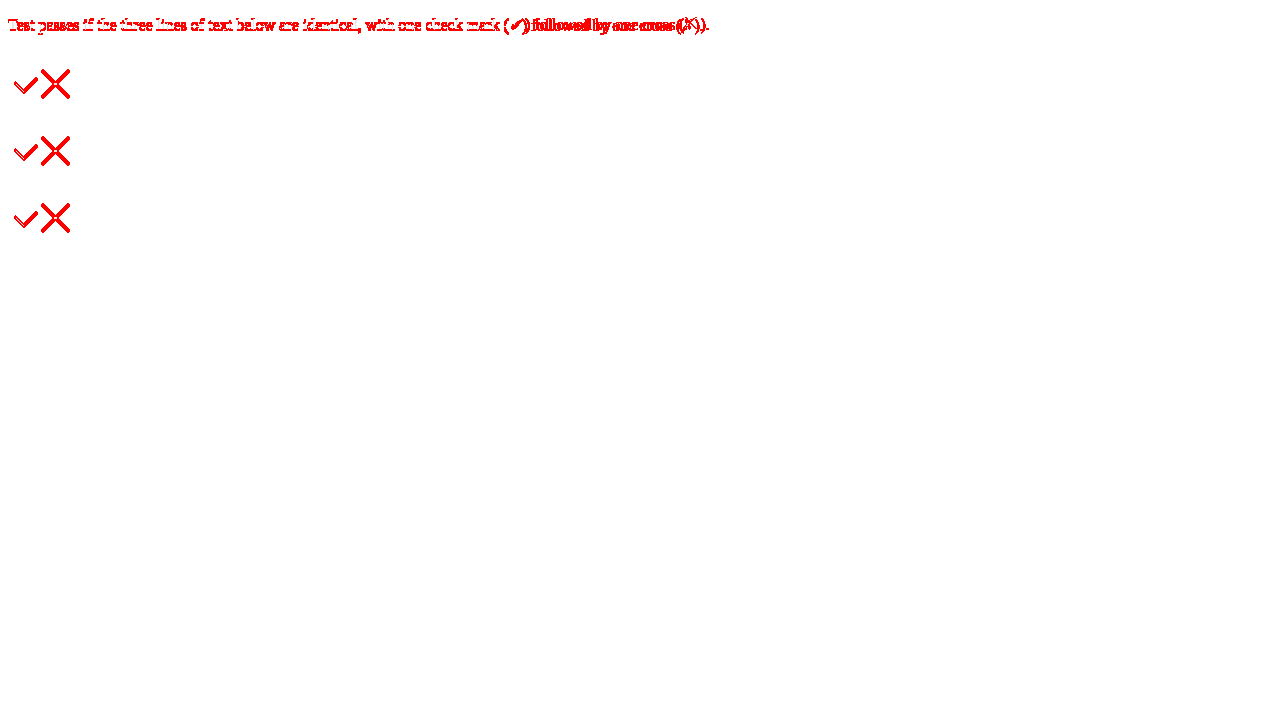 Test passes if the three lines of text below are identical, with one check mark (✓) followed by one cross (✕).
✓✕
✓✕
✓✕